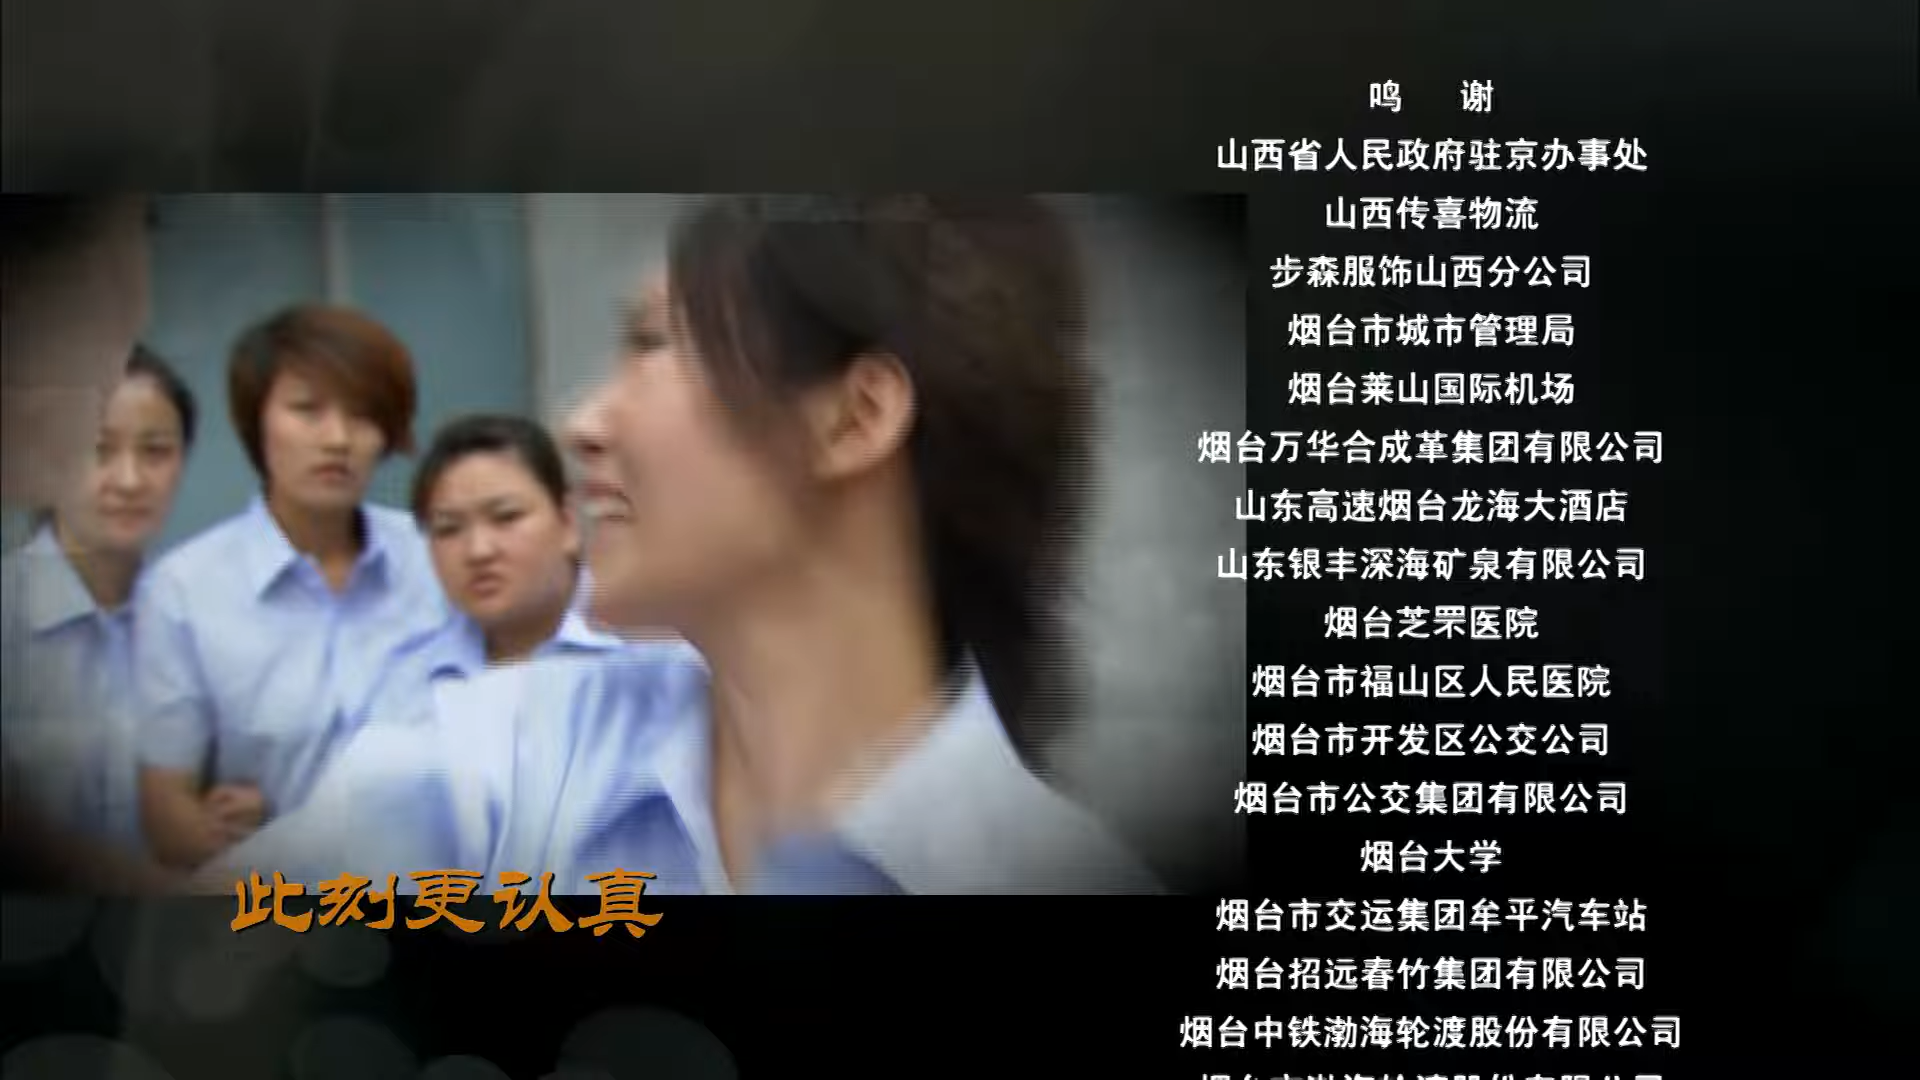 鸣 谢
山西省人民政府驻京办事处
山西传喜物流
步森服饰山西分公司
烟台市城市管理局
烟台莱山国际机场
烟台万华合成革集团有限公司
山东高速烟台龙海大酒店
山东银丰深海矿泉有限公司
烟台芝罘医院
烟台市福山区人民医院
烟台市开发区公交公司
烟台市公交集团有限公司
烟台大学
烟台市交运集团牟平汽车站
烟台招远春竹集团有限公司
烟台中铁渤海轮渡股份有限公司
此刻更认真